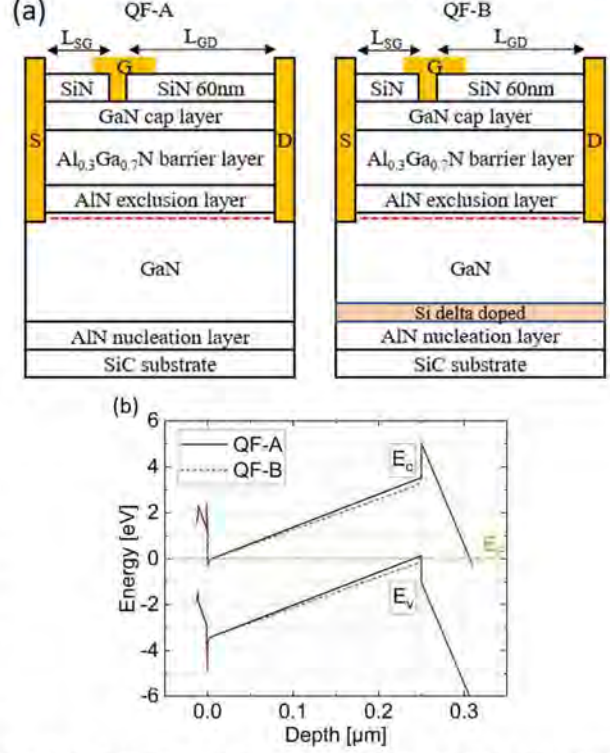 (a)
QF-A QF-B
L_SG L_GD L_SG L_GD
G G
SiN SiN 60nm SiN SiN 60nm
GaN cap layer GaN cap layer
S D S D
Al₀.₃Ga₀.₇N barrier layer Al₀.₃Ga₀.₇N barrier layer
AlN exclusion layer AlN exclusion layer
GaN GaN
Si delta doped
AlN nucleation layer AlN nucleation layer
SiC substrate SiC substrate
(b)
6
QF-A
QF-B
E_c
4
2
0
E_v
-2
-4
-6
0.0 0.1 0.2 0.3
Energy [eV]
Depth [µm]